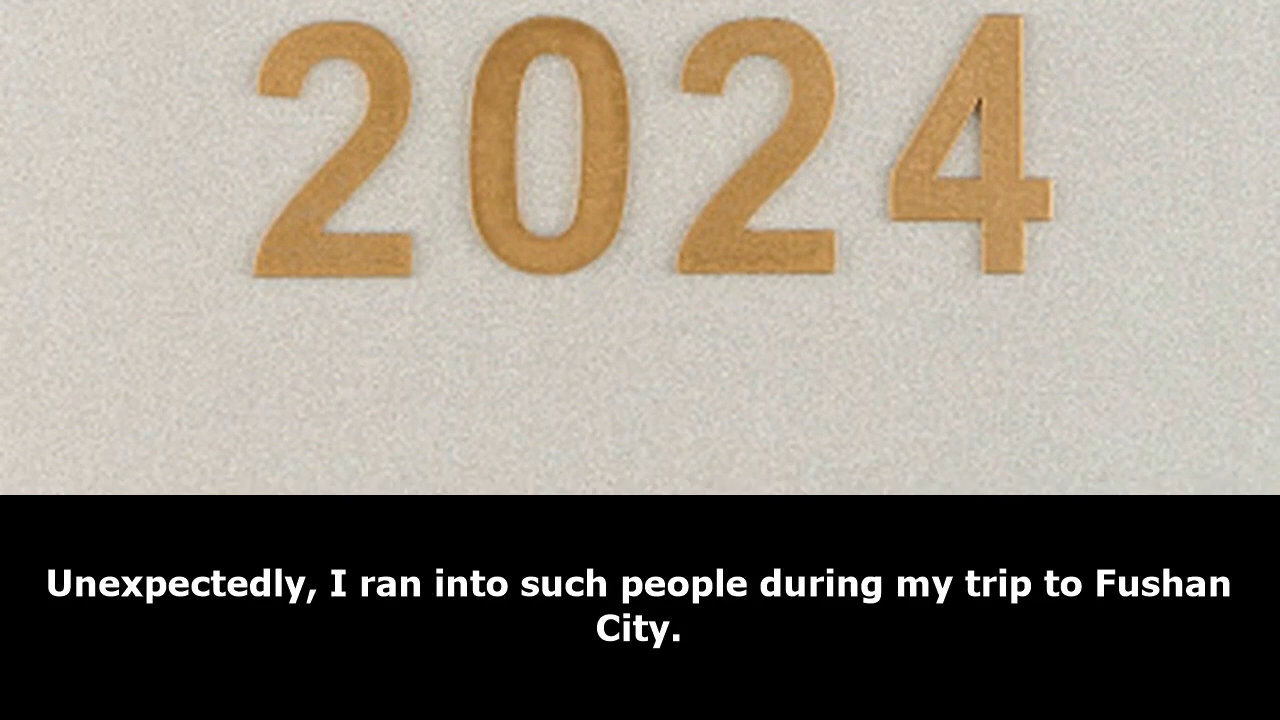 2024
Unexpectedly, I ran into such people during my trip to Fushan
City.